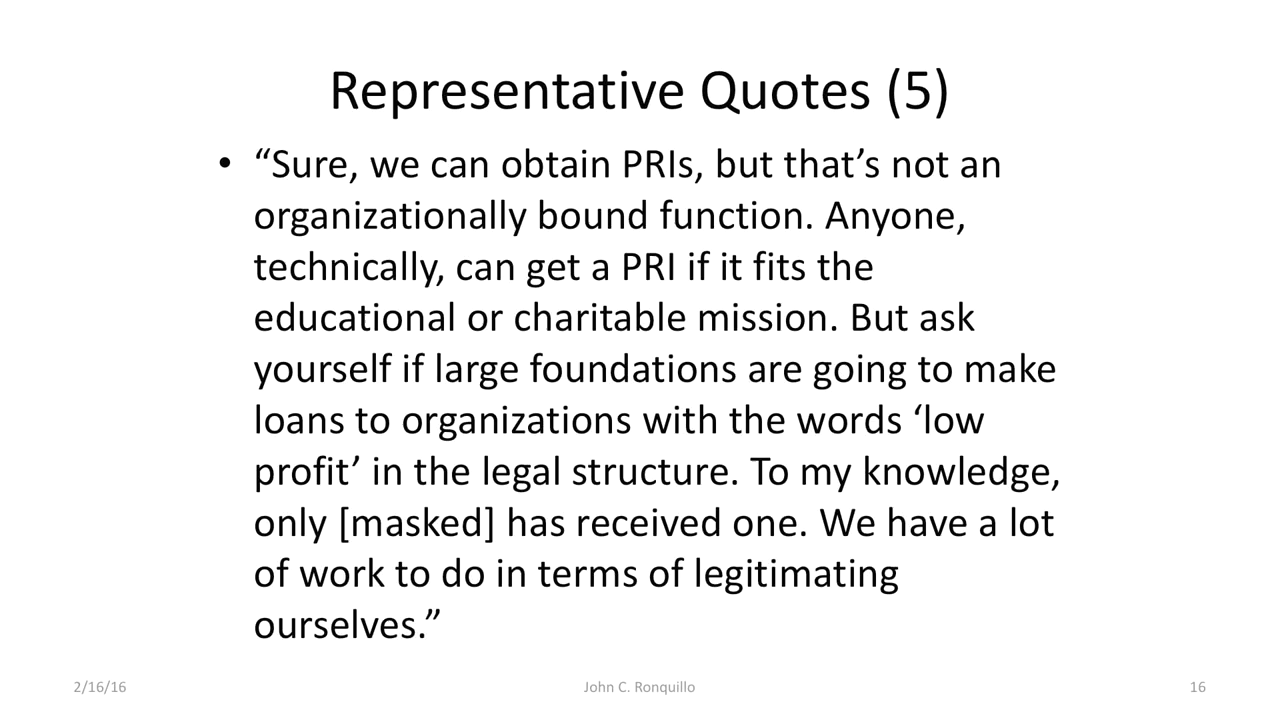 Representative Quotes (5)
• “Sure, we can obtain PRIs, but that’s not an
organizationally bound function. Anyone,
technically, can get a PRI if it fits the
educational or charitable mission. But ask
yourself if large foundations are going to make
loans to organizations with the words ‘low
profit’ in the legal structure. To my knowledge,
only [masked] has received one. We have a lot
of work to do in terms of legitimating
ourselves.”
2/16/16
John C. Ronquillo
16